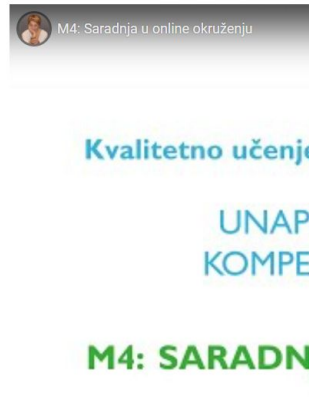 M4: Saradnja u online okruženju
Kvalitetno učenje
UNAP
KOMPE
M4: SARADN